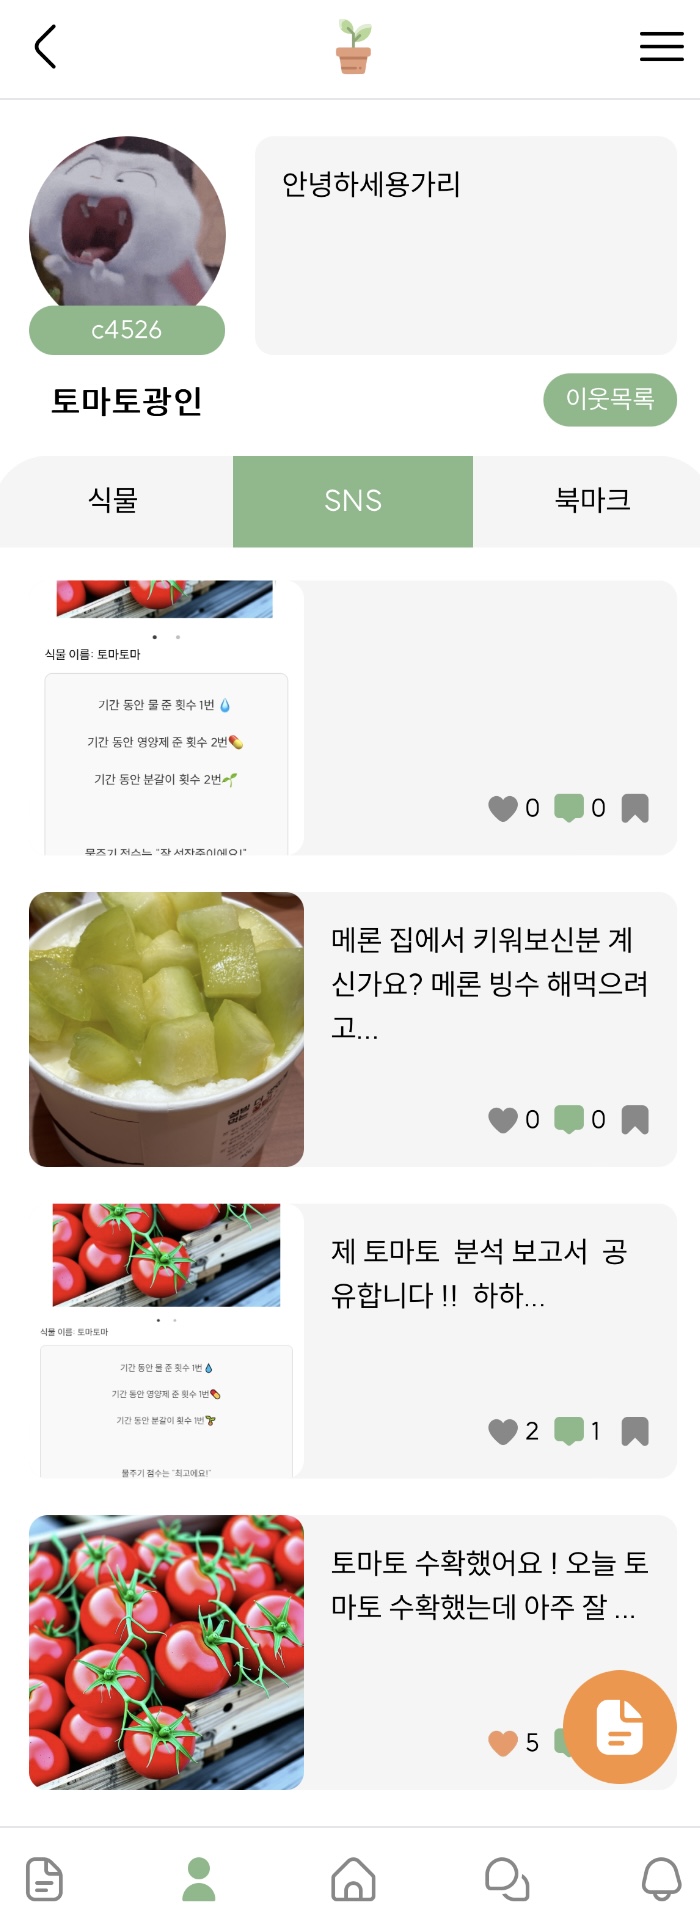 안녕하세용가리
c4526
토마토광인
이웃목록
식물
SNS
북마크
식물 이름: 토마토마
기간 동안 물 준 횟수 1번💧
기간 동안 영양제 준 횟수 2번💊
기간 동안 분갈이 횟수 2번🌱
물주기 점수는 "잘 성장중이에요!"
0
0
메론 집에서 키워보신분 계
신가요? 메론 빙수 해먹으려
고...
0
0
제 토마토 분석 보고서 공
유합니다 !! 하하...
식물 이름: 토마토마
기간 동안 물 준 횟수 1번💧
기간 동안 영양제 준 횟수 1번💊
기간 동안 분갈이 횟수 1번🌱
물주기 점수는 "최고에요!"
2
1
토마토 수확했어요 ! 오늘 토
마토 수확했는데 아주 잘 ...
5